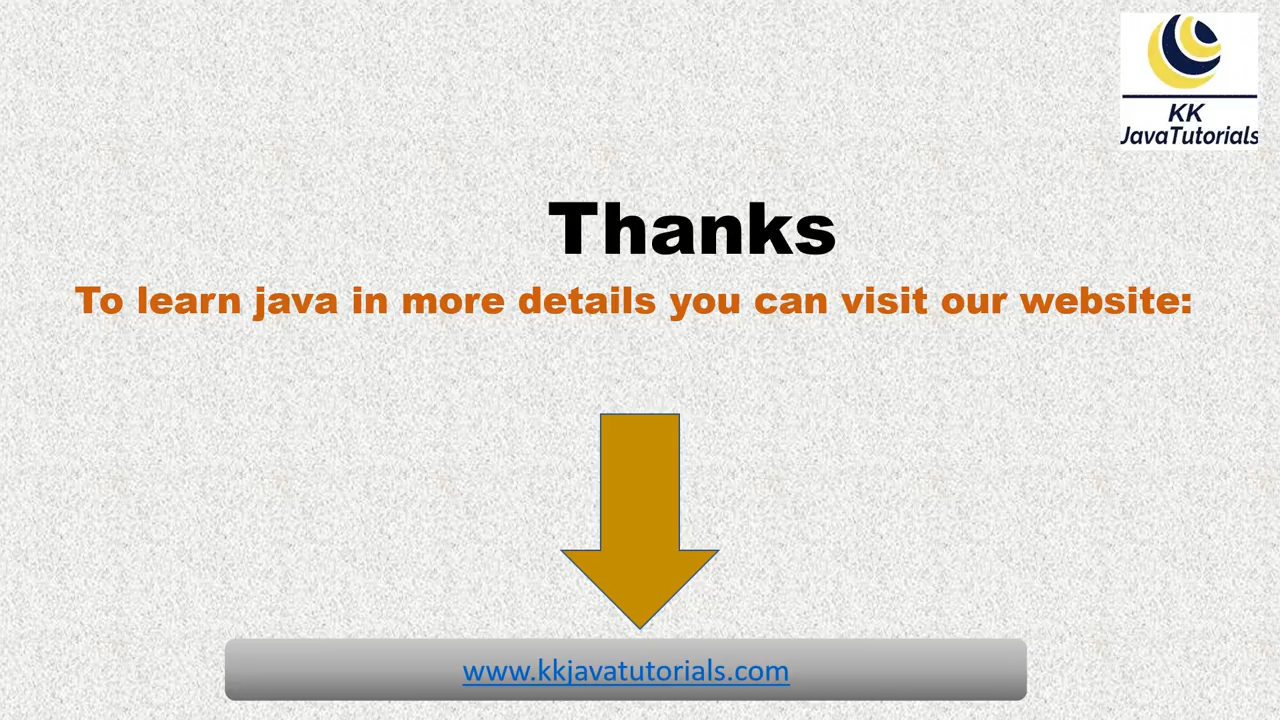 KK
JavaTutorials
Thanks
To learn java in more details you can visit our website:
www.kkjavatutorials.com